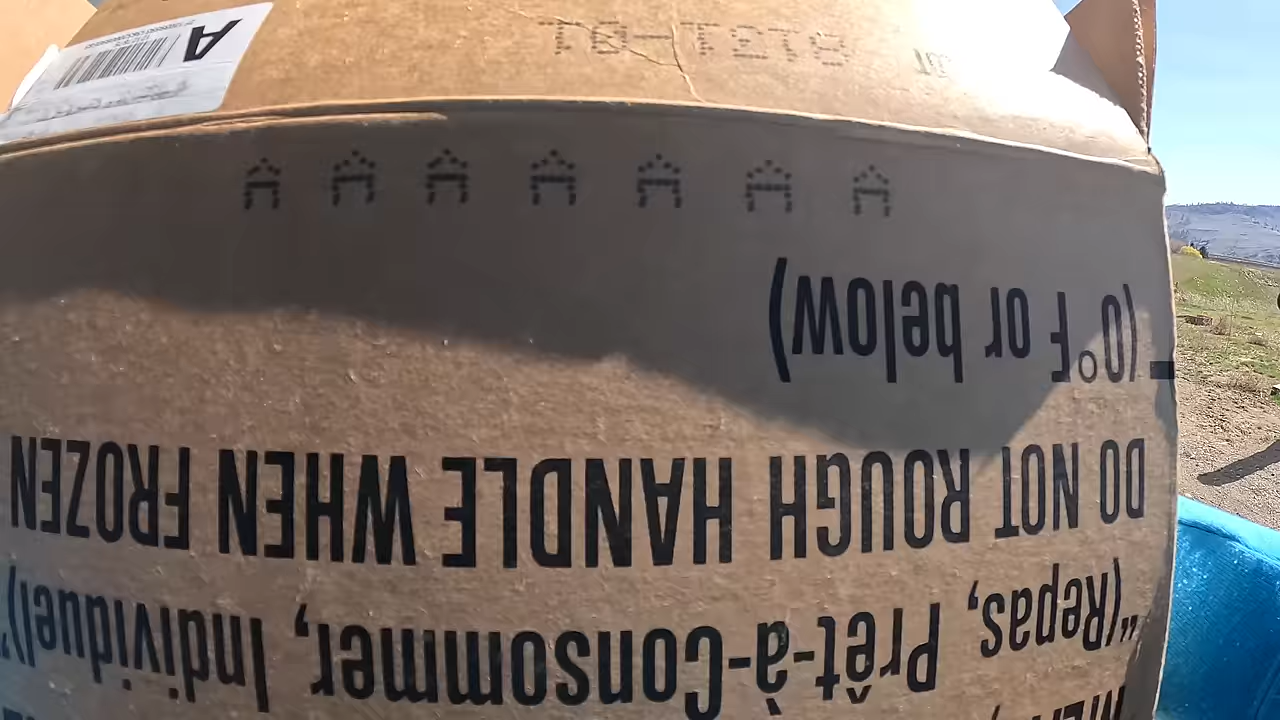 “(Repas, Prêt-à-Consommer, Individuel)”
DO NOT ROUGH HANDLE WHEN FROZEN
(0°F or below)
A A A A A A A
A